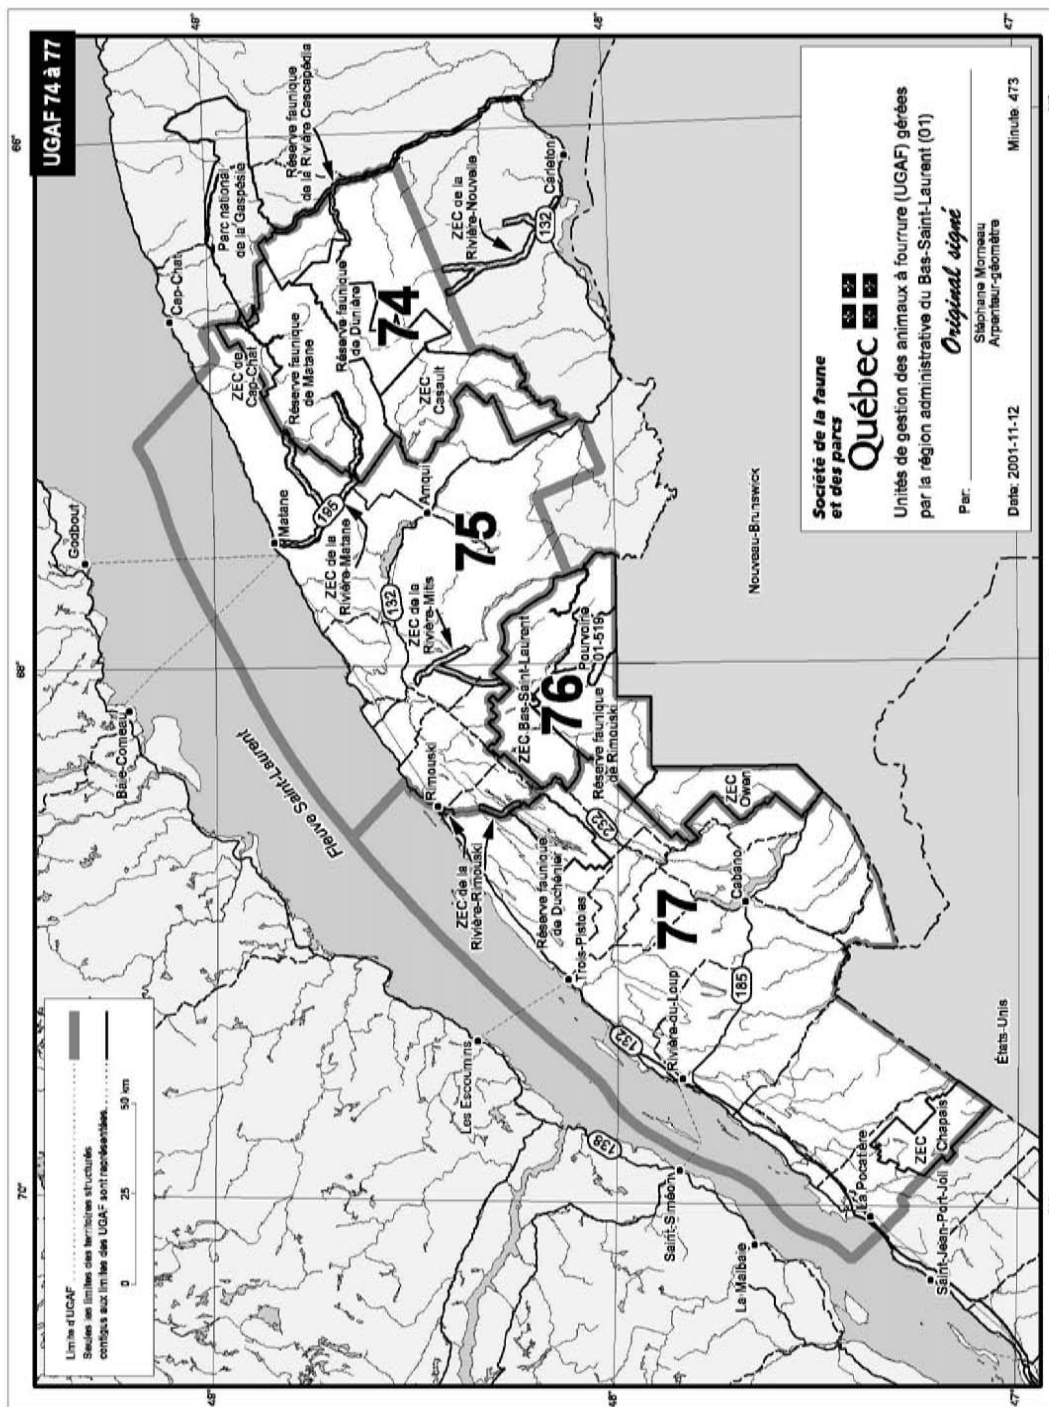 UGAF 74 à 77
Limite d'UGAF
Seules les limites des territoires structurés
contigus aux limites des UGAF sont représentées.
0 25 50 km
70°
68°
66°
49°
48°
47°
49°
48°
47°
Godbout
Baie-Comeau
Les Escoumins
138
Saint-Siméon
La Malbaie
Fleuve Saint-Laurent
Cap-Chat
Parc national
de la Gaspésie
Réserve faunique
de la Rivière Cascapédia
ZEC de
Cap-Chat
Réserve faunique
de Matane
Réserve faunique
de Dunière
74
ZEC de la
Rivière-Nouvelle
132
Carleton
ZEC
Casault
Matane
195
ZEC de la
Rivière-Matane
Amqui
75
132
ZEC de la
Rivière-Mitis
Rimouski
ZEC Bas-Saint-Laurent
76
Pourvoirie
01-519
Réserve faunique
de Rimouski
ZEC de la
Rivière-Rimouski
Réserve faunique
de Duchénier
232
ZEC
Owen
Trois-Pistoles
Cabano
77
185
132
Rivière-du-Loup
La Pocatière
ZEC
Chapais
Saint-Jean-Port-Joli
Nouveau-Brunswick
États-Unis
Société de la faune
et des parcs
Québec
Unités de gestion des animaux à fourrure (UGAF) gérées
par la région administrative du Bas-Saint-Laurent (01)
Par: Original signé
Stéphane Morneau
Arpenteur-géomètre
Date: 2001-11-12 Minute: 473